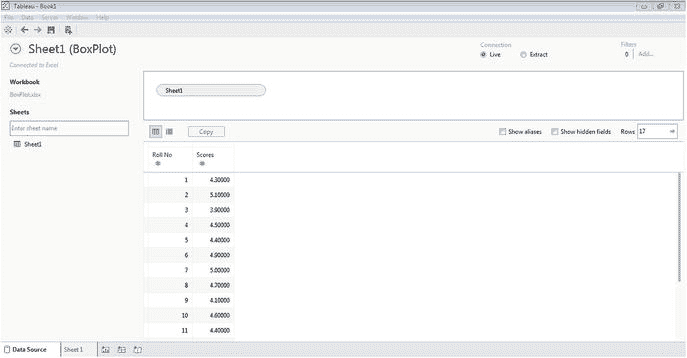 Tableau - Book1
File Data Server Window Help
Sheet1 (BoxPlot)
Connected to Excel
Connection
Live Extract
Filters
0 Add...
Workbook
BoxPlot.xlsx
Sheets
Enter sheet name
Sheet1
Sheet1
Copy
Show aliases Show hidden fields Rows 17
Roll No Scores
1 4.30000
2 5.10000
3 3.90000
4 4.50000
5 4.40000
6 4.90000
7 5.00000
8 4.70000
9 4.10000
10 4.60000
11 4.40000
Data Source Sheet 1